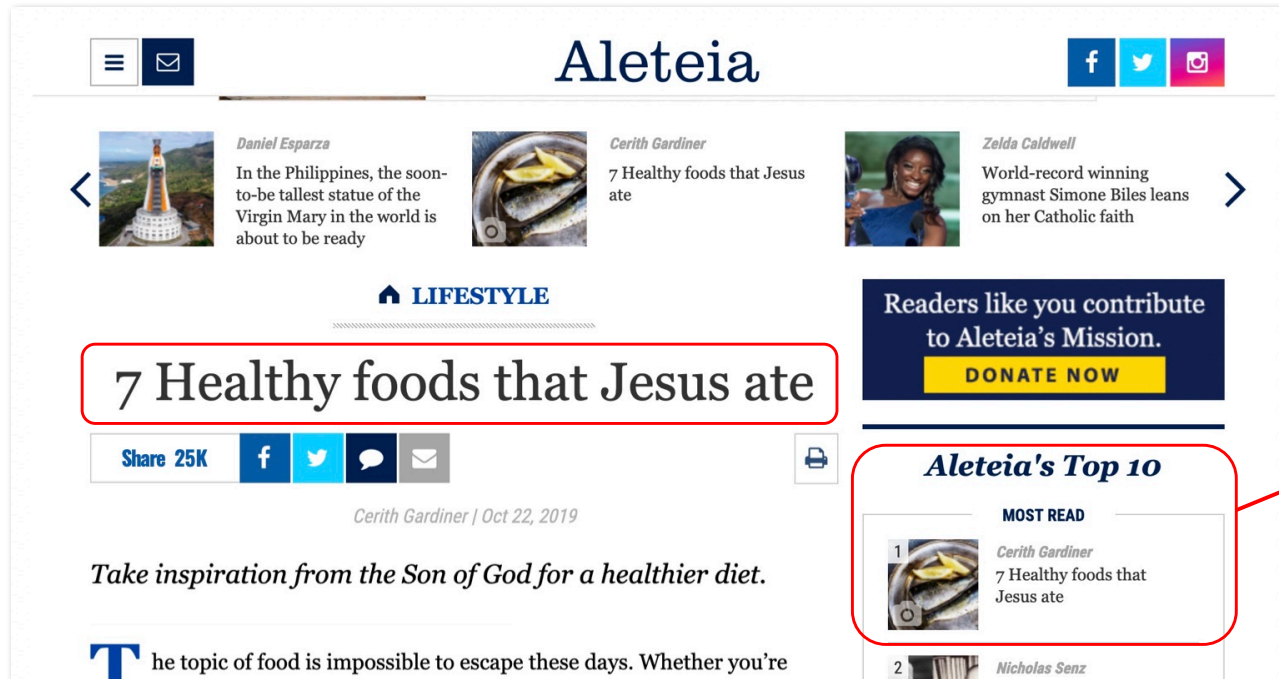 Aleteia
Daniel Esparza
In the Philippines, the soon-
to-be tallest statue of the
Virgin Mary in the world is
about to be ready
Cerith Gardiner
7 Healthy foods that Jesus
ate
Zelda Caldwell
World-record winning
gymnast Simone Biles leans
on her Catholic faith
LIFESTYLE
7 Healthy foods that Jesus ate
Share 25K
Cerith Gardiner | Oct 22, 2019
Take inspiration from the Son of God for a healthier diet.
The topic of food is impossible to escape these days. Whether you're
Readers like you contribute
to Aleteia's Mission.
DONATE NOW
Aleteia's Top 10
MOST READ
1
Cerith Gardiner
7 Healthy foods that
Jesus ate
2
Nicholas Senz